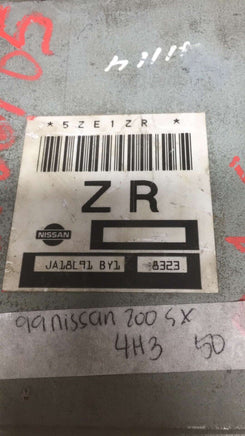 *5ZE1ZR*
ZR
NISSAN
JA18L91 BY1 8323
99 nissan 200 sx
4H3 50